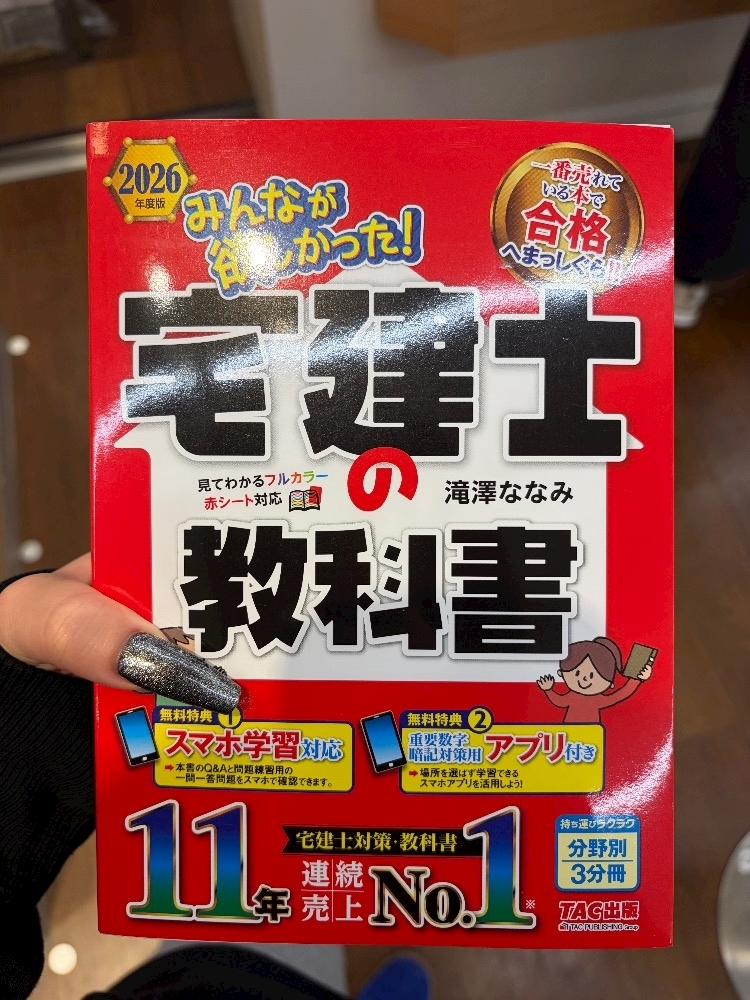 2026
年度版
みんなが
欲しかった!
一番売れて
いる本で
合格
へまっしぐら!!
宅建士
の
見てわかるフルカラー
赤シート対応
滝澤ななみ
教科書
無料特典1
スマホ学習対応
➡本書のQ&Aと問題練習用の
一問一答問題をスマホで確認できます。
無料特典2
重要数字
暗記対策用
アプリ付き
➡場所を選ばず学習できる
スマホアプリを活用しよう!
11年
連続
売上
宅建士対策・教科書
No.1
※
持ち運びラクラク
分野別
3分冊
TAC出版
TAC PUBLISHING Group